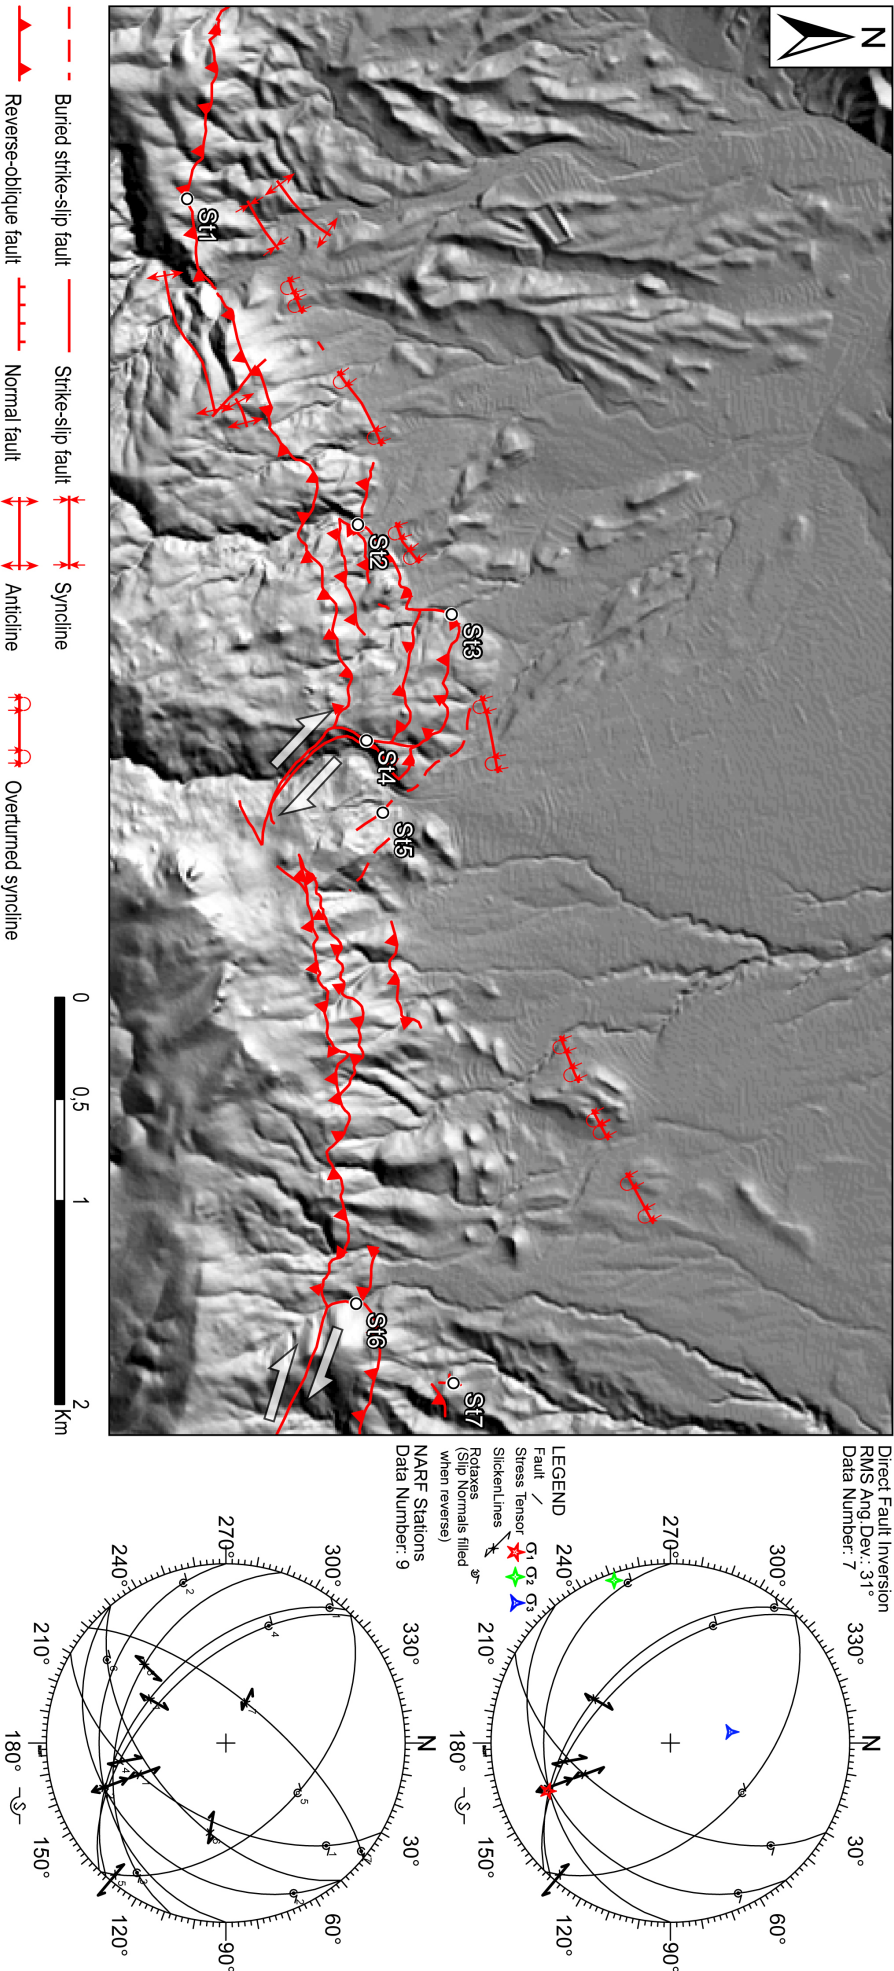 N
St1
St2
St3
St4
St5
St6
St7
Buried strike-slip fault
Strike-slip fault
Syncline
Reverse-oblique fault
Normal fault
Anticline
Overturned syncline
0 0,5 1 2
Km
Direct Fault Inversion
RMS Ang.Dev.: 31°
Data Number: 7
N
30°
60°
90°
120°
150°
180°
210°
240°
270°
300°
330°
LEGEND
Fault
Stress Tensor σ1 σ2 σ3
SlickenLines
Rotaxes
(Slip Normals filled
when reverse)
NARF Stations
Data Number: 9
N
30°
60°
90°
120°
150°
180°
210°
240°
270°
300°
330°